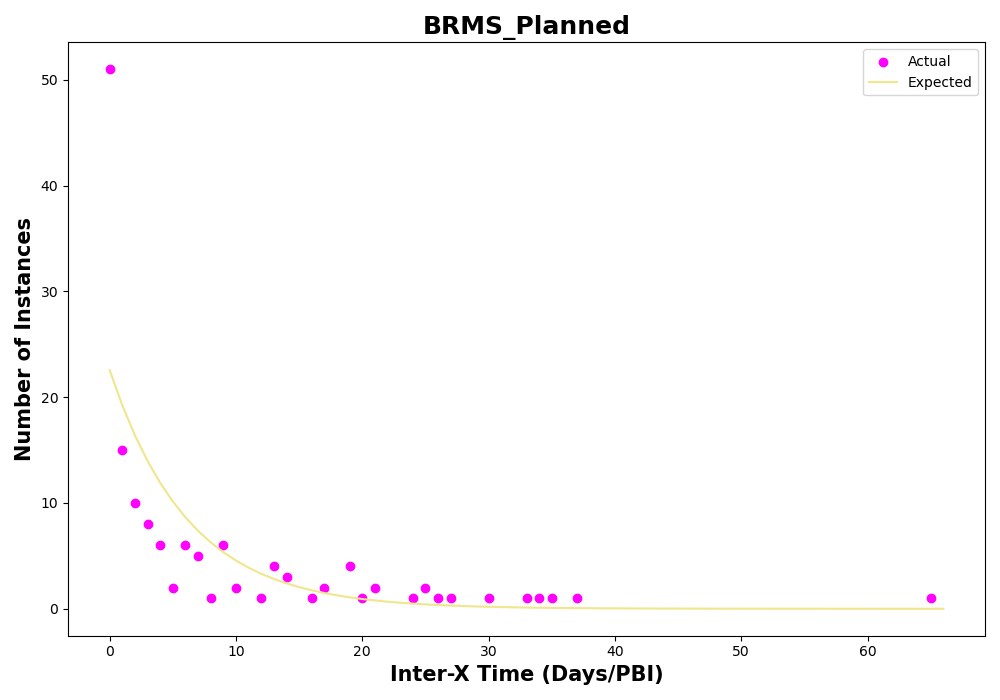 BRMS_Planned
Actual
Expected
50
40
30
20
10
0
Number of Instances
0 10 20 30 40 50 60
Inter-X Time (Days/PBI)